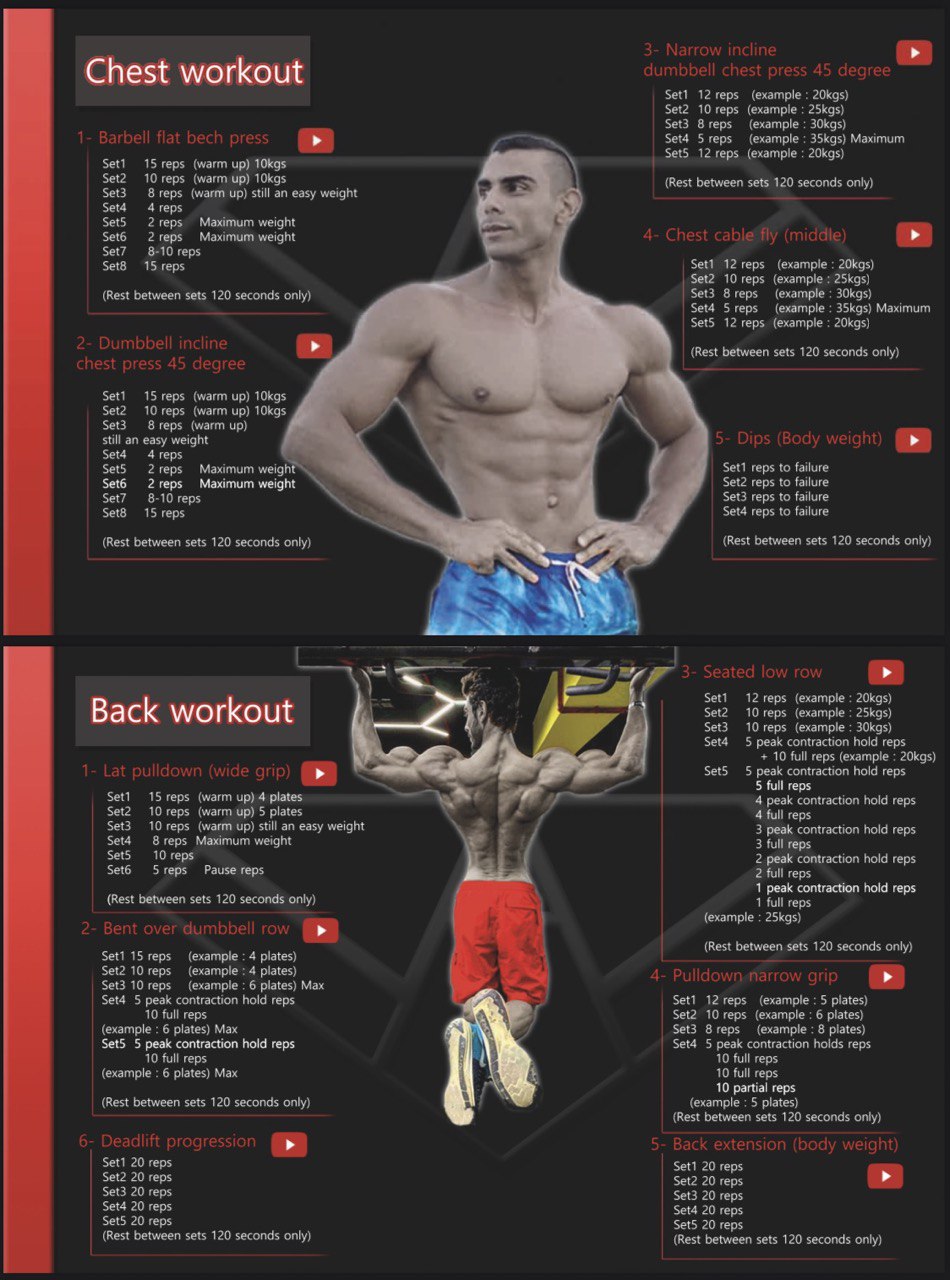 Chest workout
1- Barbell flat bech press
Set1 15 reps (warm up) 10kgs
Set2 10 reps (warm up) 10kgs
Set3 8 reps (warm up) still an easy weight
Set4 4 reps
Set5 2 reps Maximum weight
Set6 2 reps Maximum weight
Set7 8-10 reps
Set8 15 reps
(Rest between sets 120 seconds only)
2- Dumbbell incline
chest press 45 degree
Set1 15 reps (warm up) 10kgs
Set2 10 reps (warm up) 10kgs
Set3 8 reps (warm up)
still an easy weight
Set4 4 reps
Set5 2 reps Maximum weight
Set6 2 reps Maximum weight
Set7 8-10 reps
Set8 15 reps
(Rest between sets 120 seconds only)
3- Narrow incline
dumbbell chest press 45 degree
Set1 12 reps (example : 20kgs)
Set2 10 reps (example : 25kgs)
Set3 8 reps (example : 30kgs)
Set4 5 reps (example : 35kgs) Maximum
Set5 12 reps (example : 20kgs)
(Rest between sets 120 seconds only)
4- Chest cable fly (middle)
Set1 12 reps (example : 20kgs)
Set2 10 reps (example : 25kgs)
Set3 8 reps (example : 30kgs)
Set4 5 reps (example : 35kgs) Maximum
Set5 12 reps (example : 20kgs)
(Rest between sets 120 seconds only)
5- Dips (Body weight)
Set1 reps to failure
Set2 reps to failure
Set3 reps to failure
Set4 reps to failure
(Rest between sets 120 seconds only)
Back workout
1- Lat pulldown (wide grip)
Set1 15 reps (warm up) 4 plates
Set2 10 reps (warm up) 5 plates
Set3 10 reps (warm up) still an easy weight
Set4 8 reps Maximum weight
Set5 10 reps
Set6 5 reps Pause reps
(Rest between sets 120 seconds only)
2- Bent over dumbbell row
Set1 15 reps (example : 4 plates)
Set2 10 reps (example : 4 plates)
Set3 10 reps (example : 6 plates) Max
Set4 5 peak contraction hold reps
10 full reps
(example : 6 plates) Max
Set5 5 peak contraction hold reps
10 full reps
(example : 6 plates) Max
(Rest between sets 120 seconds only)
6- Deadlift progression
Set1 20 reps
Set2 20 reps
Set3 20 reps
Set4 20 reps
Set5 20 reps
(Rest between sets 120 seconds only)
3- Seated low row
Set1 12 reps (example : 20kgs)
Set2 10 reps (example : 25kgs)
Set3 10 reps (example : 30kgs)
Set4 5 peak contraction hold reps
+ 10 full reps (example : 20kgs)
Set5 5 peak contraction hold reps
5 full reps
4 peak contraction hold reps
4 full reps
3 peak contraction hold reps
3 full reps
2 peak contraction hold reps
2 full reps
1 peak contraction hold reps
1 full reps
(example : 25kgs)
(Rest between sets 120 seconds only)
4- Pulldown narrow grip
Set1 12 reps (example : 5 plates)
Set2 10 reps (example : 6 plates)
Set3 8 reps (example : 8 plates)
Set4 5 peak contraction holds reps
10 full reps
10 full reps
10 partial reps
(example : 5 plates)
(Rest between sets 120 seconds only)
5- Back extension (body weight)
Set1 20 reps
Set2 20 reps
Set3 20 reps
Set4 20 reps
Set5 20 reps
(Rest between sets 120 seconds only)